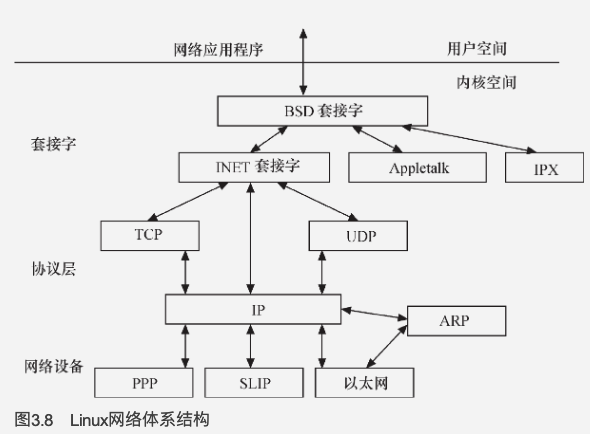 网络应用程序 用户空间
内核空间
BSD 套接字
套接字
INET 套接字 Appletalk IPX
TCP UDP
协议层
IP
ARP
网络设备
PPP SLIP 以太网
图3.8 Linux网络体系结构